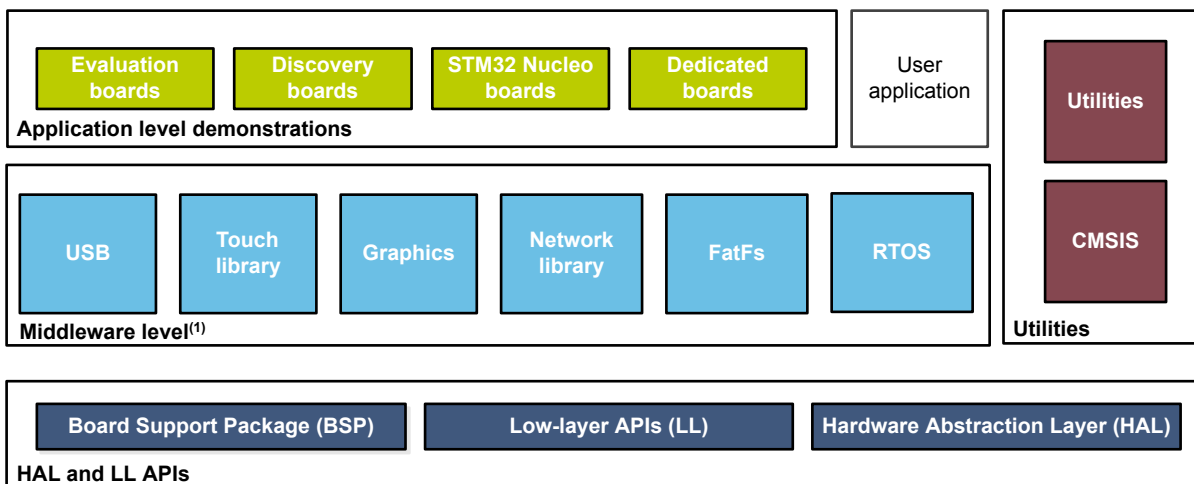 Evaluation
boards
Discovery
boards
STM32 Nucleo
boards
Dedicated
boards
Application level demonstrations
User
application
Utilities
CMSIS
Utilities
USB
Touch
library
Graphics
Network
library
FatFs
RTOS
Middleware level(1)
Board Support Package (BSP)
Low-layer APIs (LL)
Hardware Abstraction Layer (HAL)
HAL and LL APIs